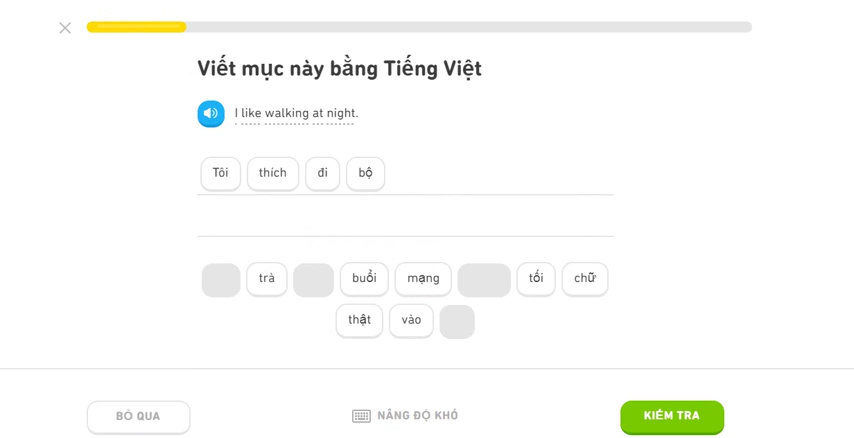 Viết mục này bằng Tiếng Việt
I like walking at night.
Tôi thích đi bộ
trà buổi mạng tối chữ
thật vào
BỎ QUA NÂNG ĐỘ KHÓ KIỂM TRA